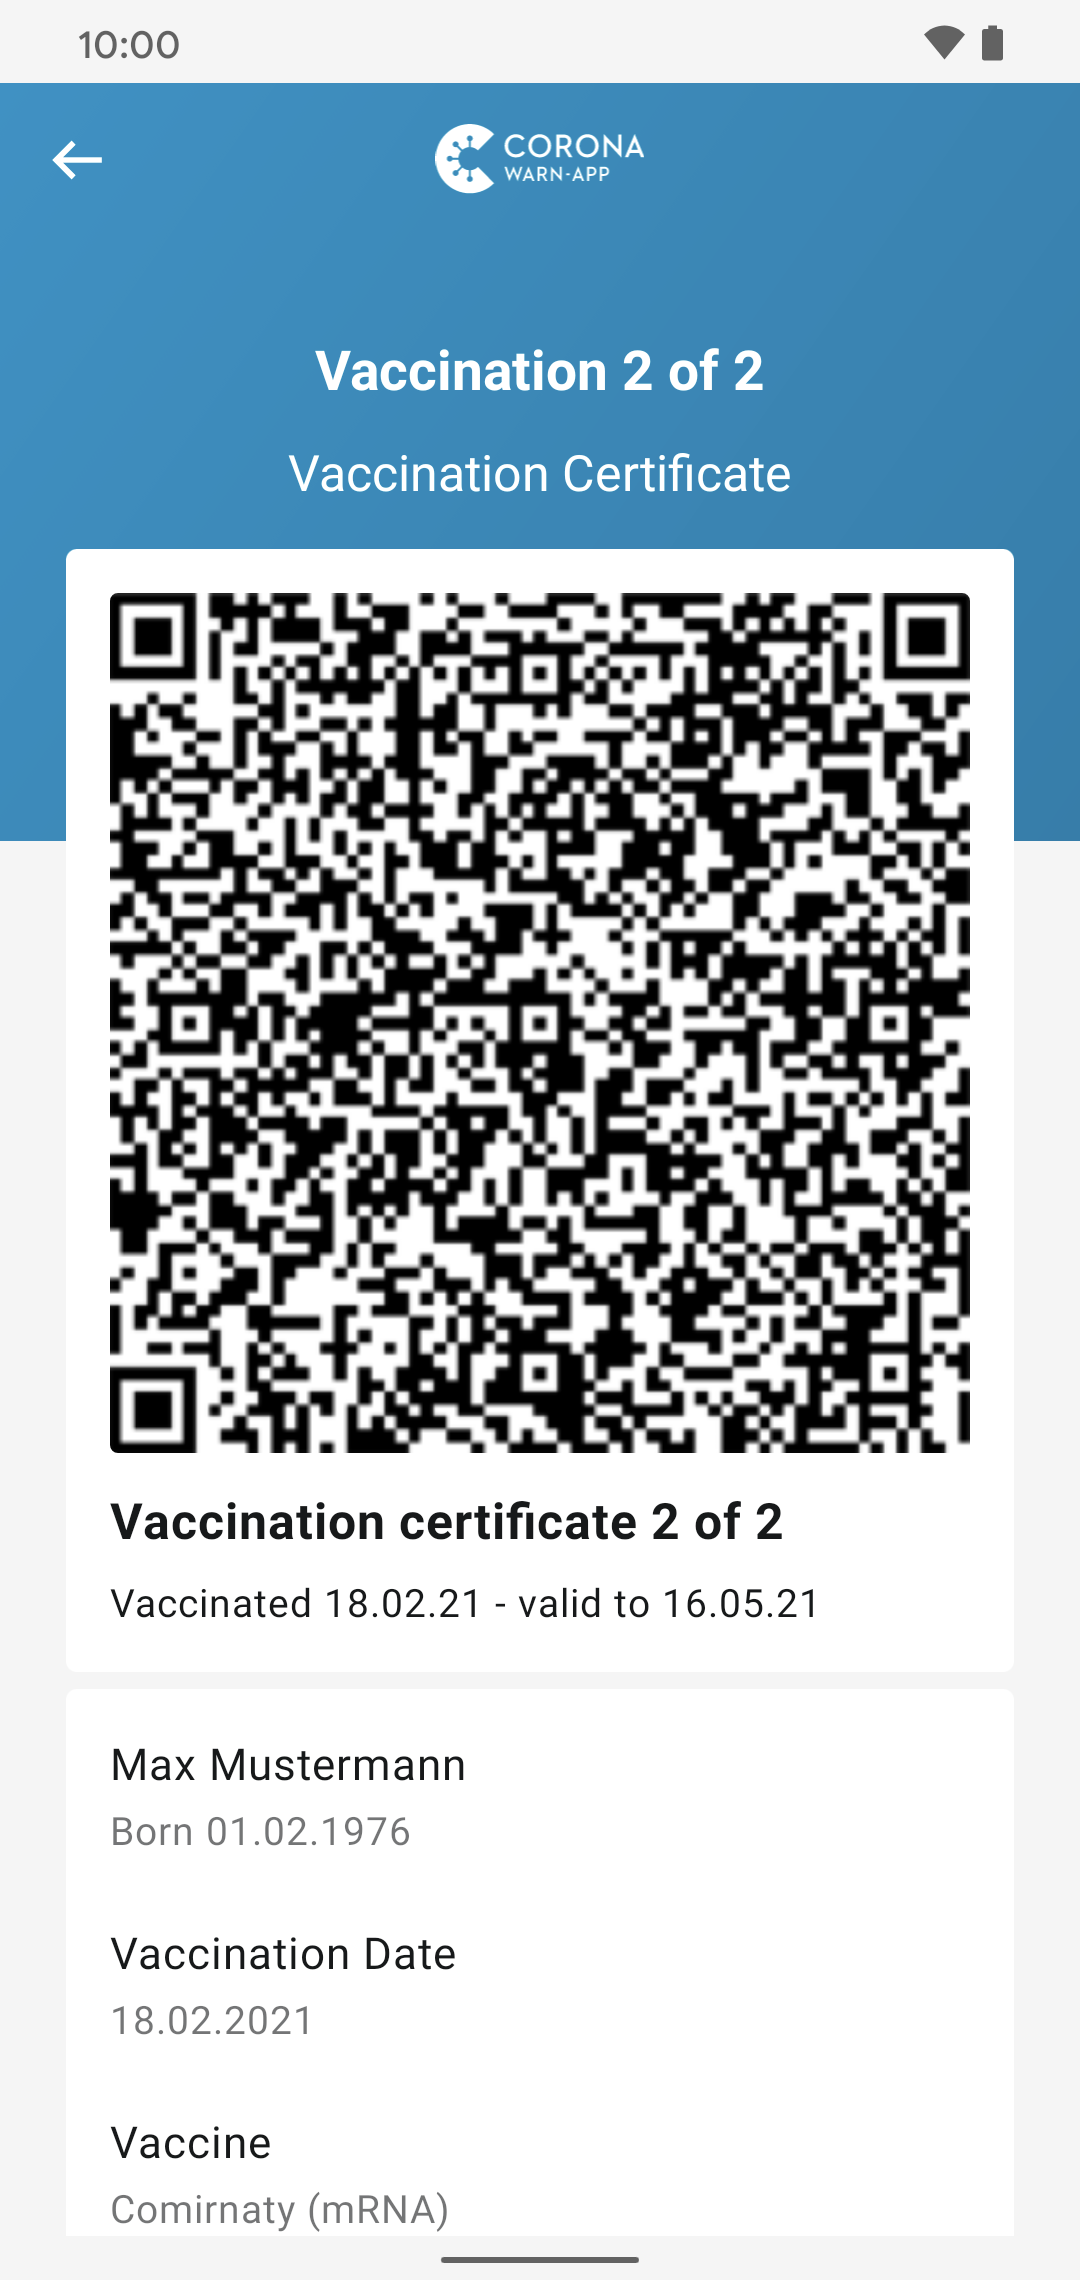 10:00
CORONA
WARN-APP
Vaccination 2 of 2
Vaccination Certificate
Vaccination certificate 2 of 2
Vaccinated 18.02.21 - valid to 16.05.21
Max Mustermann
Born 01.02.1976
Vaccination Date
18.02.2021
Vaccine
Comirnaty (mRNA)